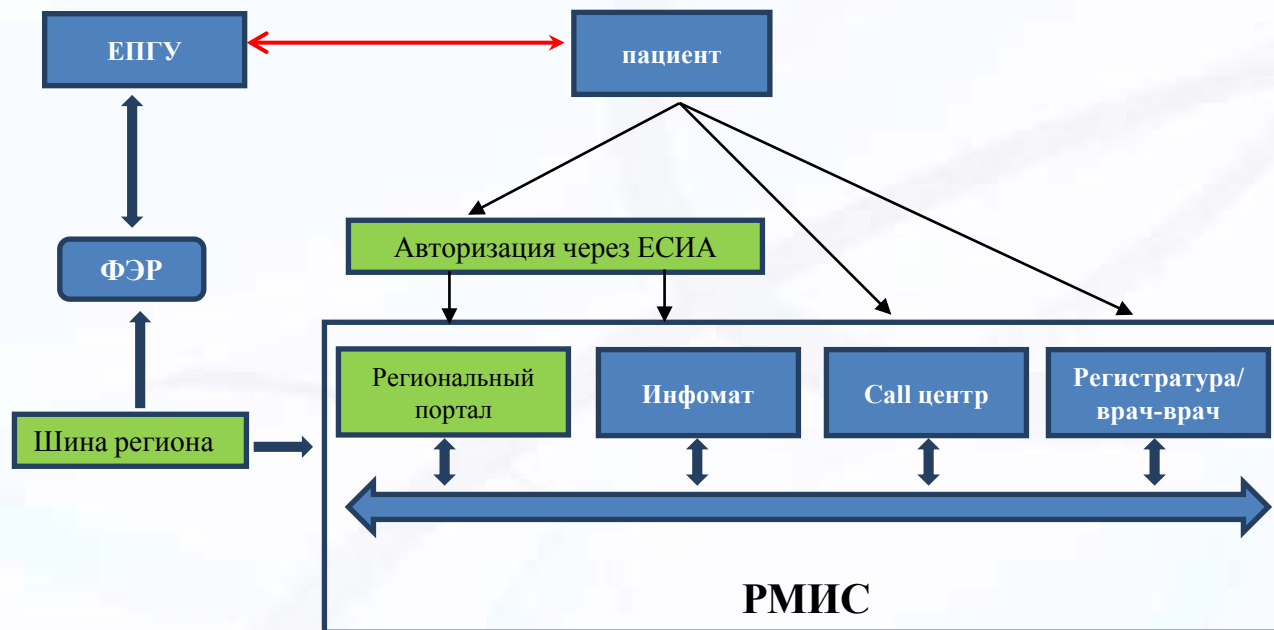 ЕПГУ
пациент
Авторизация через ЕСИА
ФЭР
Региональный
портал
Инфомат
Call центр
Регистратура/
врач-врач
Шина региона
РМИС